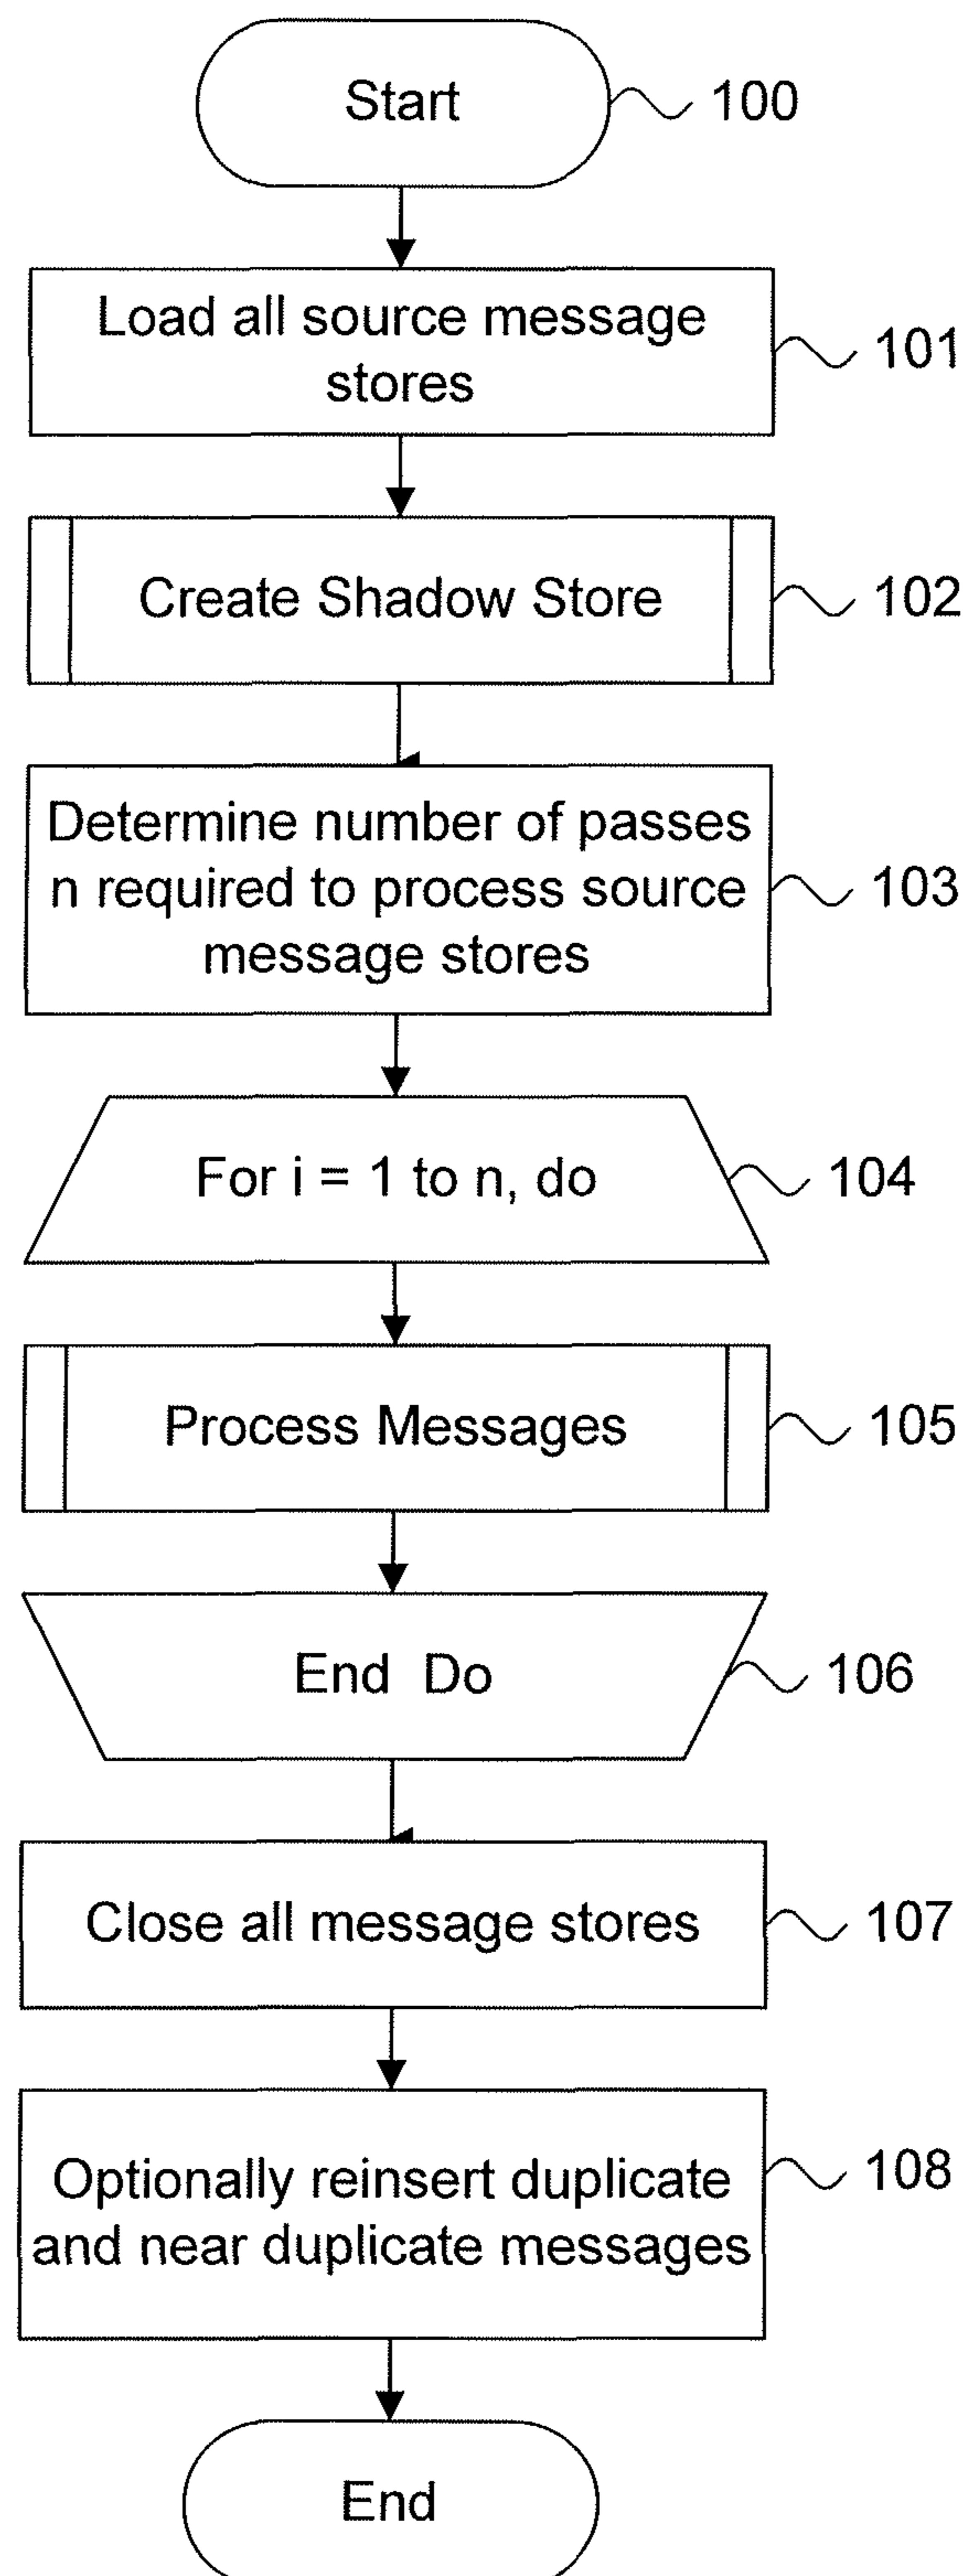 Start
100
Load all source message
stores
101
Create Shadow Store
102
Determine number of passes
n required to process source
message stores
103
For i = 1 to n, do
104
Process Messages
105
End Do
106
Close all message stores
107
Optionally reinsert duplicate
and near duplicate messages
108
End